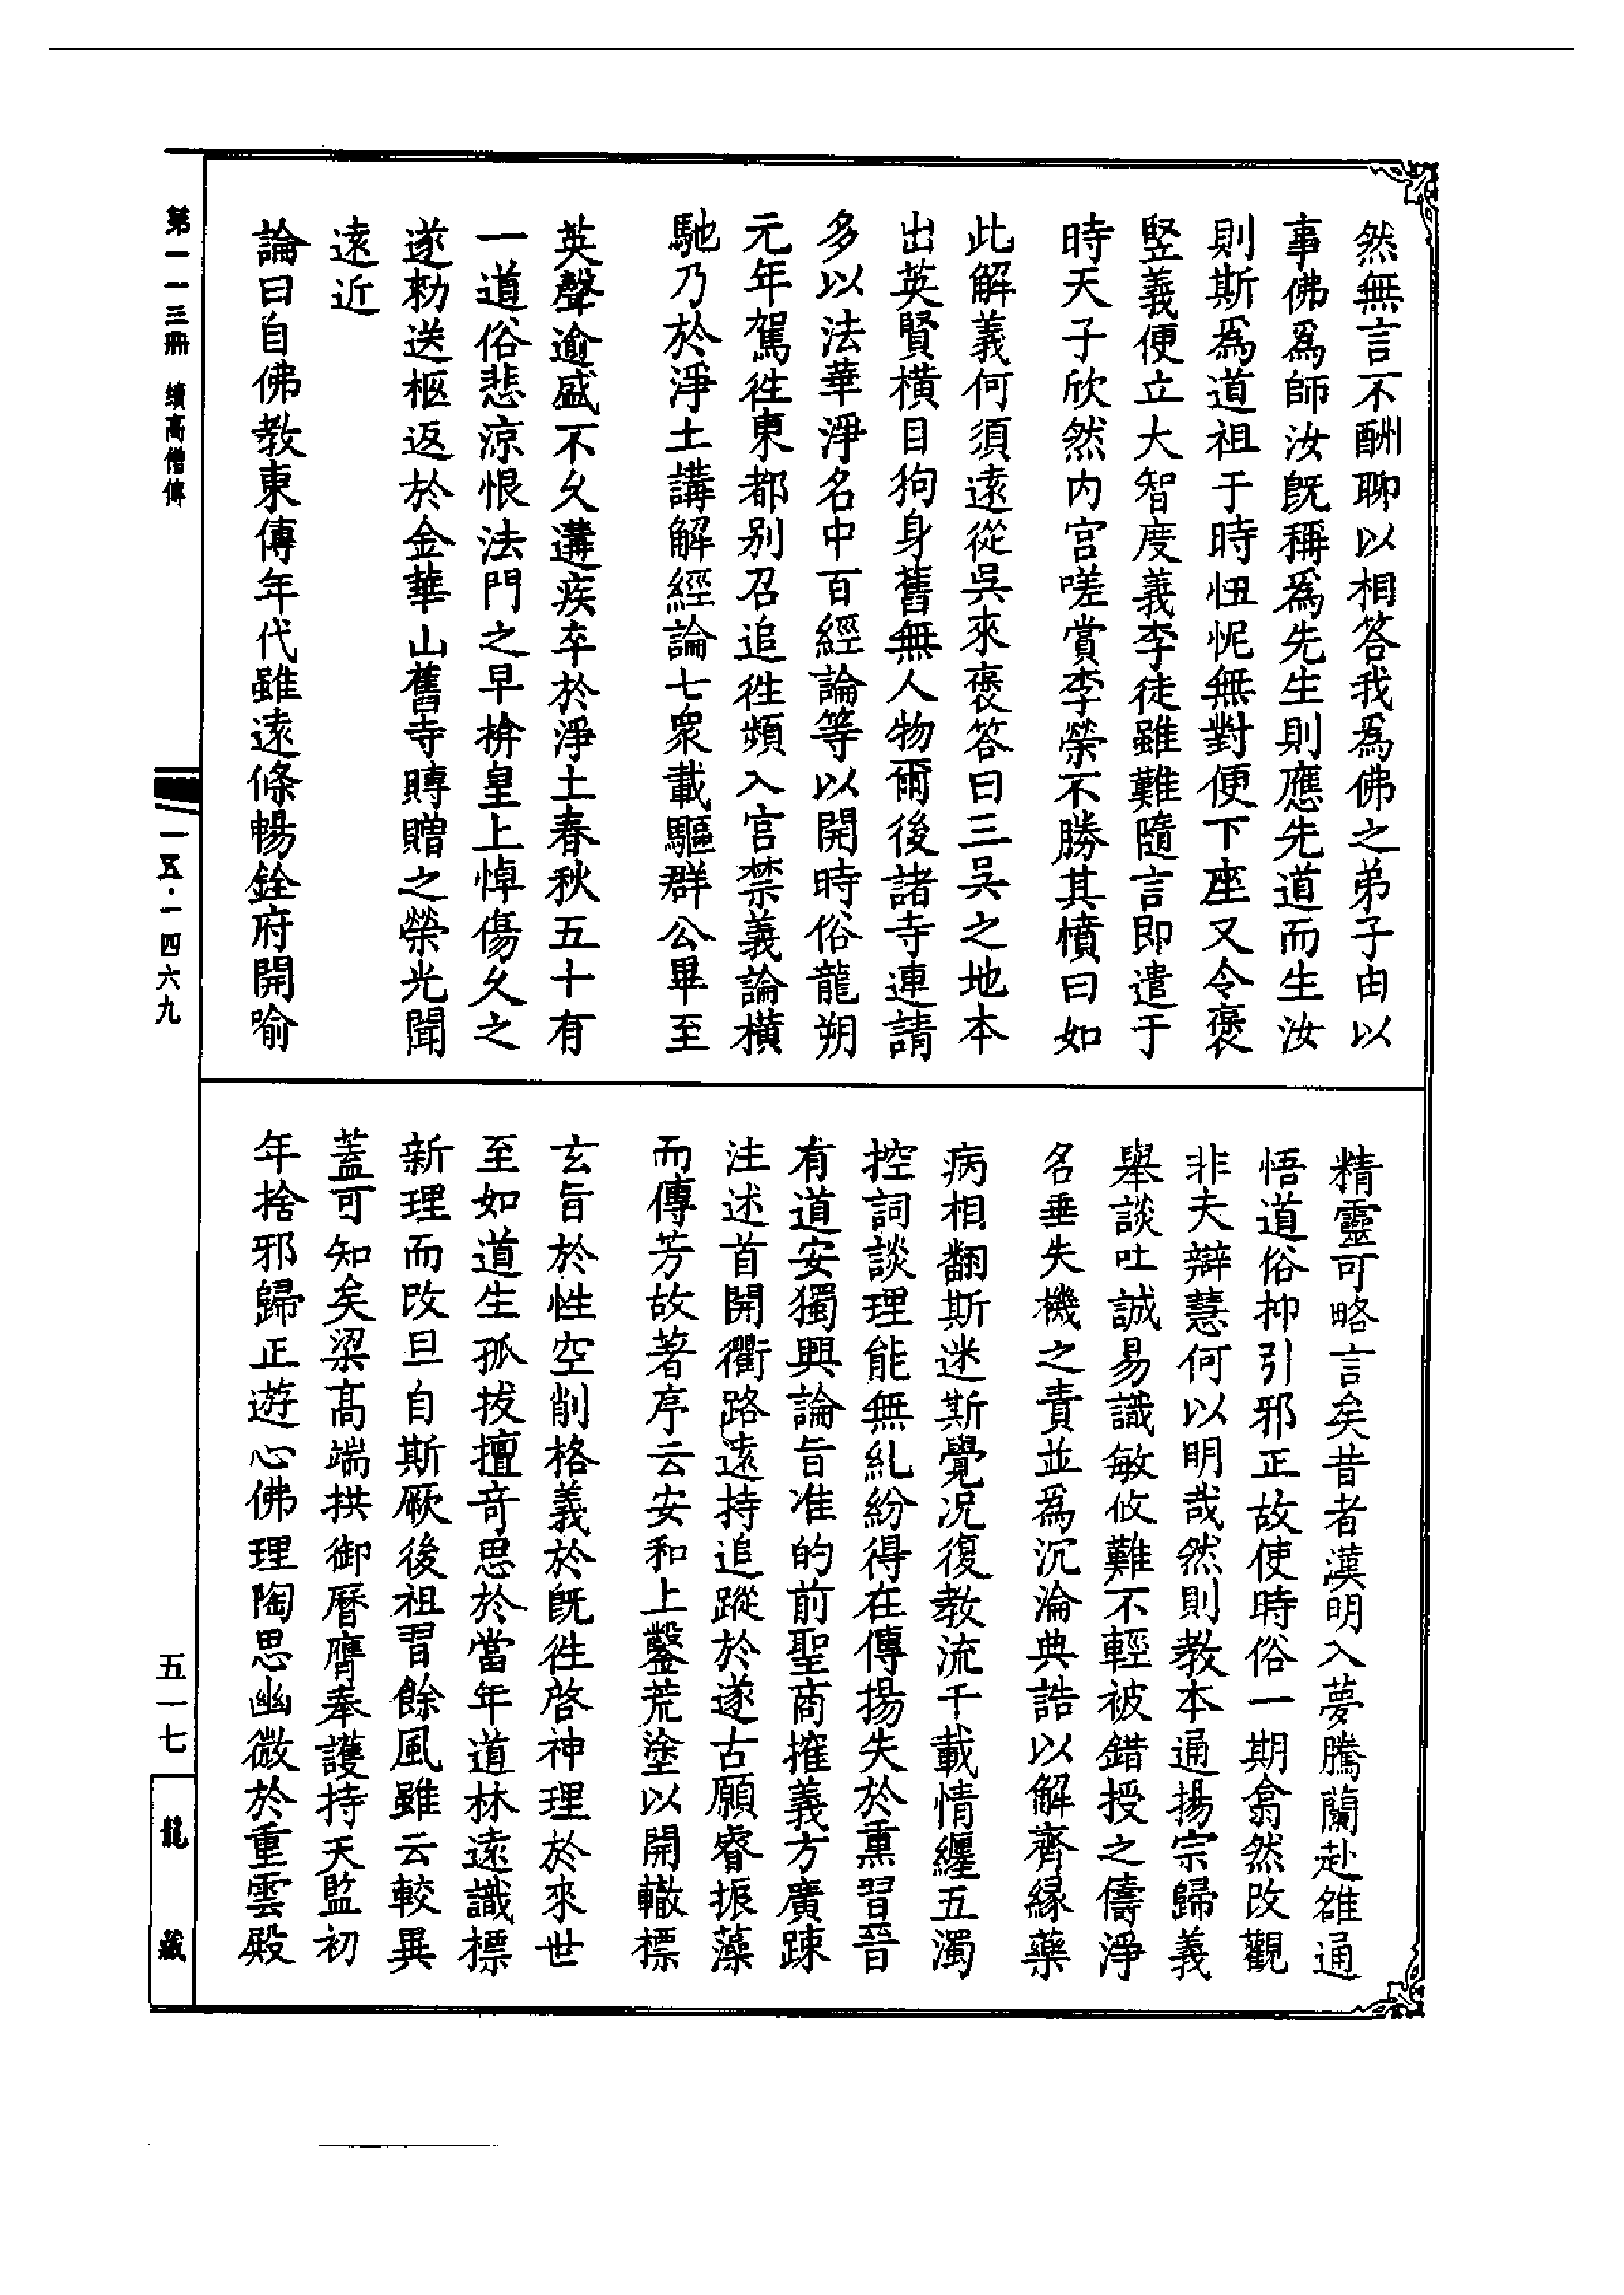 然無言不酬聊以相答我爲佛之弟子由以
事佛爲師汝旣稱爲先生則應先道而生汝
則斯爲道祖于時忸怩無對便下座又令褒
竪義便立大智度義李徒雖難隨言即遣于
時天子欣然内宫嗟賞李榮不勝其憤曰如
此解義何須遠從吳來褒答曰三吳之地本
出英賢橫目狗身舊無人物爾後諸寺連請
多以法華淨名中百經論等以開時俗龍朔
元年駕徃東都别召追徃頻入宫禁義論橫
馳乃於淨土講解經論七衆載驅群公畢至
英聲逾盛不久遘疾卒於淨土春秋五十有
一道俗悲涼恨法門之早掩皇上悼傷久之
遂勑送柩返於金華山舊寺賻贈之榮光聞
遠近
論曰自佛教東傳年代雖遠條暢銓府開喻
精靈可略言矣昔者漢明入夢騰蘭赴雒通
悟道俗抑引邪正故使時俗一期翕然改觀
非夫辯慧何以明哉然則教本通揚宗歸義
舉談吐誠易識敏攸難不輕被錯授之儔淨
名垂失機之責並爲沉淪典誥以解齊緣藥
病相翻斯迷斯覺况復教流千載情纏五濁
控詞談理能無糺紛得在傳揚失於熏習晉
有道安獨興論旨准的前聖商搉義方廣踈
注述首開衢路遠持追蹤於遂古願睿振藻
而傳芳故著序云安和上鑿荒塗以開轍標
玄旨於性空削格義於旣徃啓神理於來世
至如道生孤拔擅奇思於當年道林遠識標
新理而改旦自斯厥後祖習餘風雖云較異
蓋可知矣梁高端拱御曆膺奉護持天監初
年捨邪歸正遊心佛理陶思幽微於重雲殿
第一一三冊 續高僧傳
一五·一四六九
五一七
龍藏